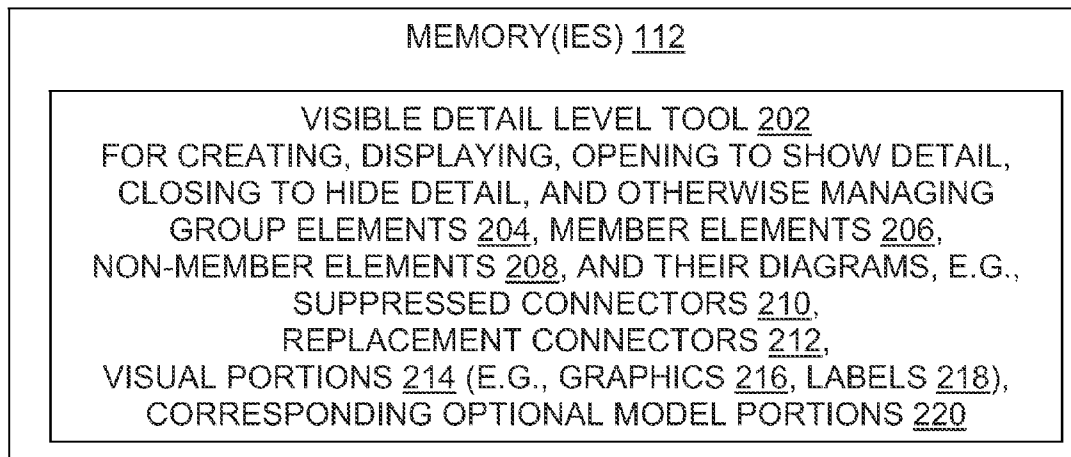 MEMORY(IES) 112
VISIBLE DETAIL LEVEL TOOL 202
FOR CREATING, DISPLAYING, OPENING TO SHOW DETAIL,
CLOSING TO HIDE DETAIL, AND OTHERWISE MANAGING
GROUP ELEMENTS 204, MEMBER ELEMENTS 206,
NON-MEMBER ELEMENTS 208, AND THEIR DIAGRAMS, E.G.,
SUPPRESSED CONNECTORS 210,
REPLACEMENT CONNECTORS 212,
VISUAL PORTIONS 214 (E.G., GRAPHICS 216, LABELS 218),
CORRESPONDING OPTIONAL MODEL PORTIONS 220